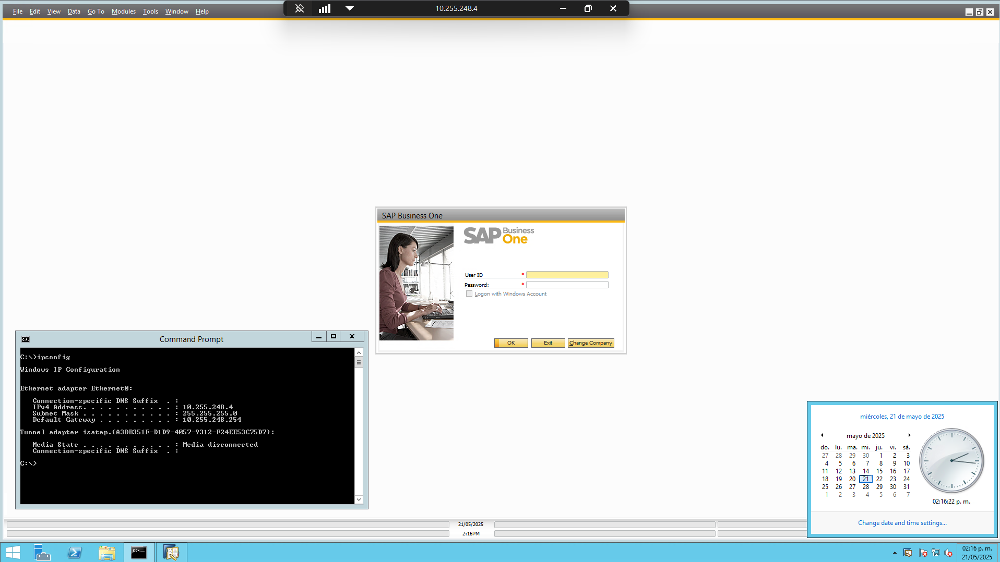 10.255.248.4
File Edit View Data Go To Modules Tools Window Help
SAP Business One
SAP Business One
User ID *
Password: *
Logon with Windows Account
OK Exit Change Company
Command Prompt
C:\>ipconfig
Windows IP Configuration
Ethernet adapter Ethernet0:
Connection-specific DNS Suffix . :
IPv4 Address. . . . . . . . . . . : 10.255.248.4
Subnet Mask . . . . . . . . . . . : 255.255.255.0
Default Gateway . . . . . . . . . : 10.255.248.254
Tunnel adapter isatap.{A3DB351E-D1D9-4057-9312-F24EE53C75D7}:
Media State . . . . . . . . . . . : Media disconnected
Connection-specific DNS Suffix . :
C:\>
miércoles, 21 de mayo de 2025
mayo de 2025
do. lu. ma. mi. ju. vi. sá.
27 28 29 30 1 2 3
4 5 6 7 8 9 10
11 12 13 14 15 16 17
18 19 20 21 22 23 24
25 26 27 28 29 30 31
1 2 3 4 5 6 7
02:16:22 p. m.
Change date and time settings...
21/05/2025
2:16PM
02:16 p. m.
21/05/2025